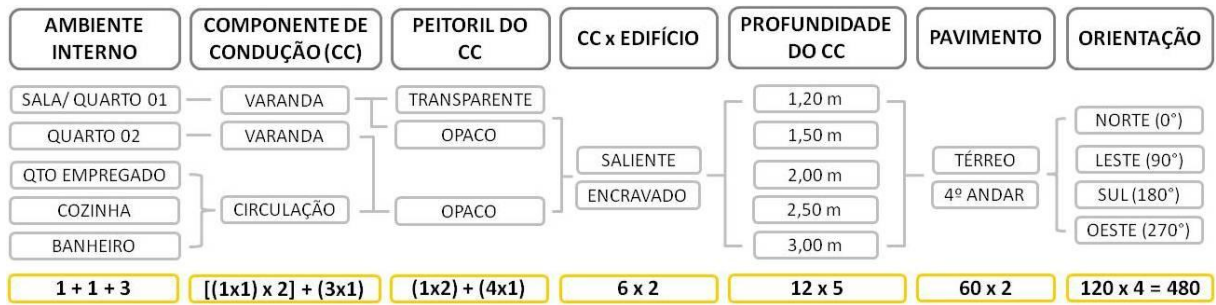 AMBIENTE INTERNO
COMPONENTE DE CONDUÇÃO (CC)
PEITORIL DO CC
CC x EDIFÍCIO
PROFUNDIDADE DO CC
PAVIMENTO
ORIENTAÇÃO
SALA/ QUARTO 01
QUARTO 02
QTO EMPREGADO
COZINHA
BANHEIRO
VARANDA
VARANDA
CIRCULAÇÃO
TRANSPARENTE
OPACO
OPACO
SALIENTE
ENCRAVADO
1,20 m
1,50 m
2,00 m
2,50 m
3,00 m
TÉRREO
4º ANDAR
NORTE (0°)
LESTE (90°)
SUL (180°)
OESTE (270°)
1 + 1 + 3
[(1x1) x 2] + (3x1)
(1x2) + (4x1)
6 x 2
12 x 5
60 x 2
120 x 4 = 480